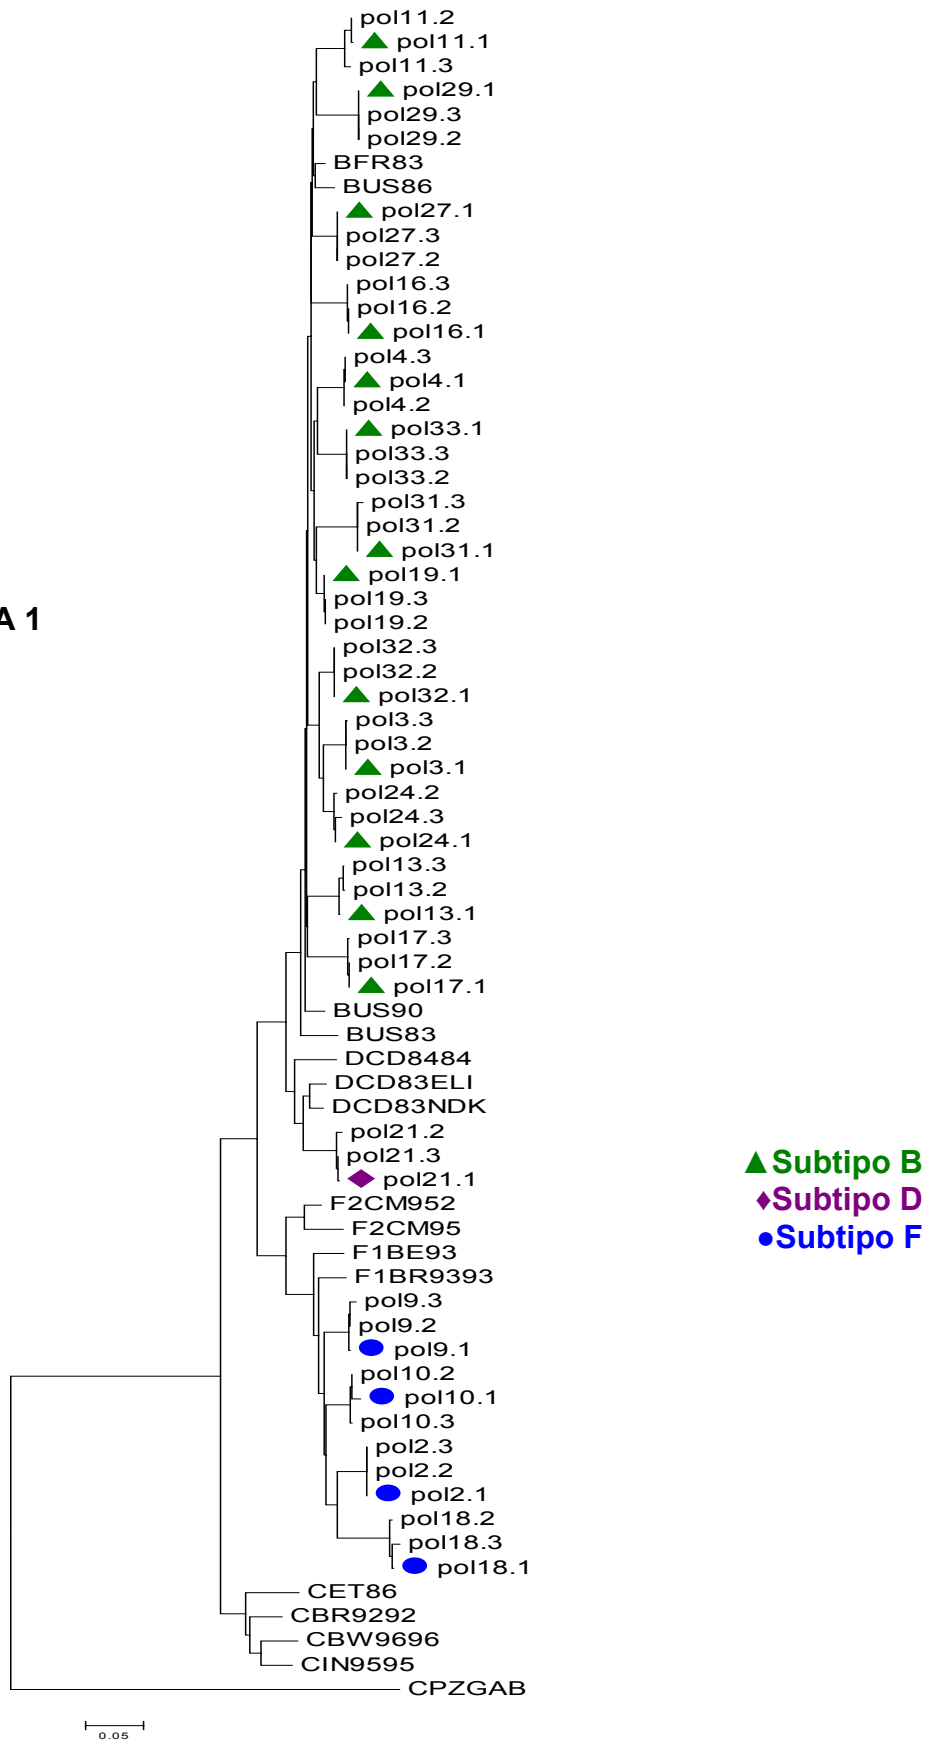 pol11.2
▲ pol11.1
pol11.3
▲ pol29.1
pol29.3
pol29.2
BFR83
BUS86
▲ pol27.1
pol27.3
pol27.2
pol16.3
pol16.2
▲ pol16.1
pol4.3
▲ pol4.1
pol4.2
▲ pol33.1
pol33.3
pol33.2
pol31.3
pol31.2
▲ pol31.1
▲ pol19.1
pol19.3
A 1
pol19.2
pol32.3
pol32.2
▲ pol32.1
pol3.3
pol3.2
▲ pol3.1
pol24.2
pol24.3
▲ pol24.1
pol13.3
pol13.2
▲ pol13.1
pol17.3
pol17.2
▲ pol17.1
BUS90
BUS83
DCD8484
DCD83ELI
DCD83NDK
pol21.2
pol21.3
♦ pol21.1
▲Subtipo B
♦Subtipo D
●Subtipo F
F2CM952
F2CM95
F1BE93
F1BR9393
pol9.3
pol9.2
● pol9.1
pol10.2
● pol10.1
pol10.3
pol2.3
pol2.2
● pol2.1
pol18.2
pol18.3
● pol18.1
CET86
CBR9292
CBW9696
CIN9595
CPZGAB
0.05